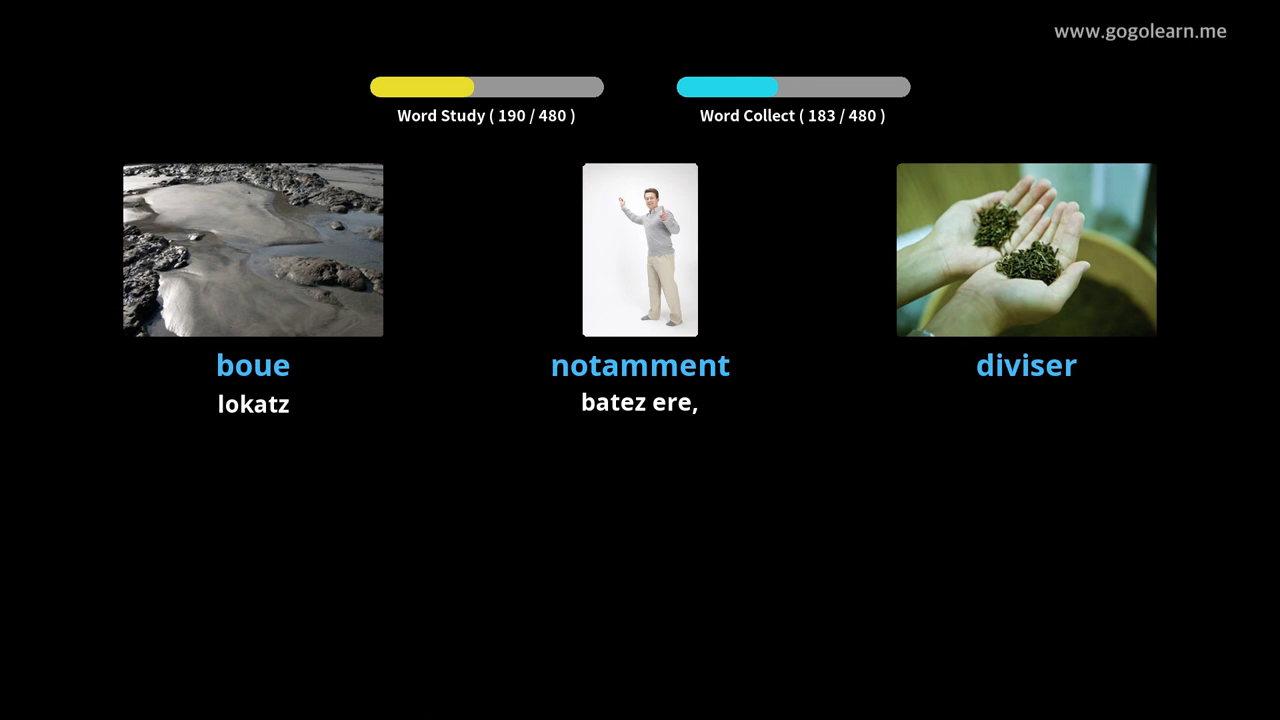 www.gogolearn.me
Word Study ( 190 / 480 )
Word Collect ( 183 / 480 )
boue
notamment
diviser
lokatz
batez ere,